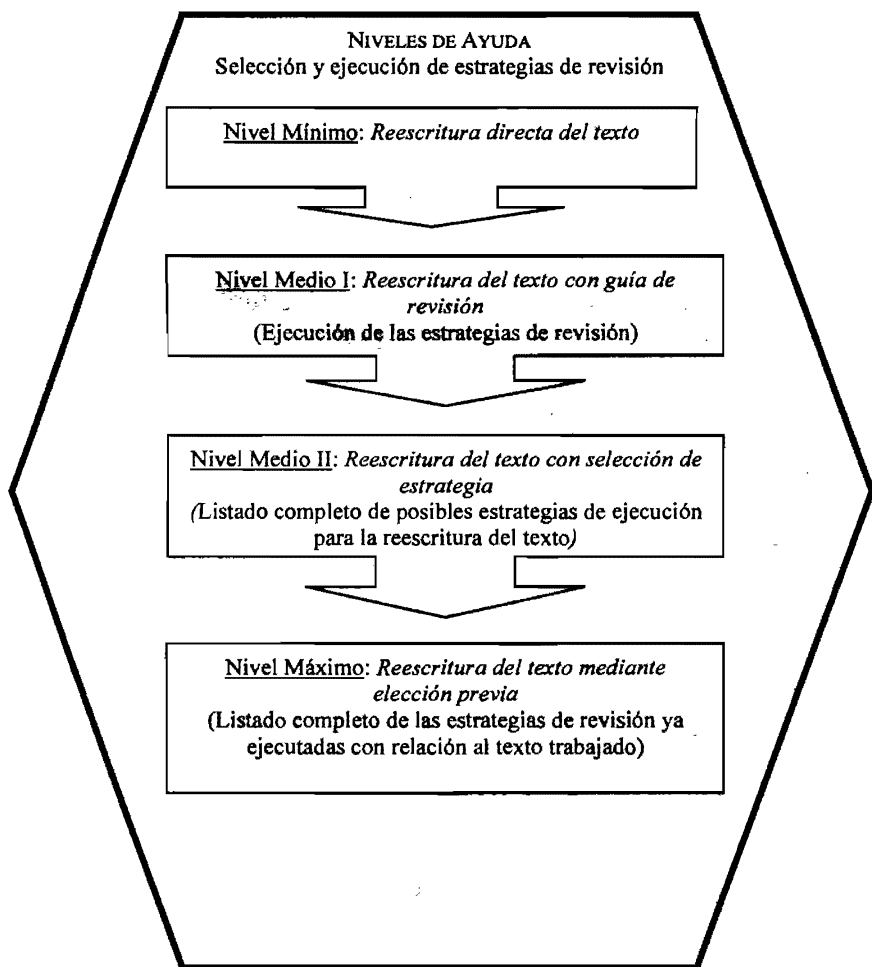 NIVELES DE AYUDA
Selección y ejecución de estrategias de revisión
Nivel Mínimo: Reescritura directa del texto
Nivel Medio I: Reescritura del texto con guía de
revisión
(Ejecución de las estrategias de revisión)
Nivel Medio II: Reescritura del texto con selección de
estrategia
(Listado completo de posibles estrategias de ejecución
para la reescritura del texto)
Nivel Máximo: Reescritura del texto mediante
elección previa
(Listado completo de las estrategias de revisión ya
ejecutadas con relación al texto trabajado)